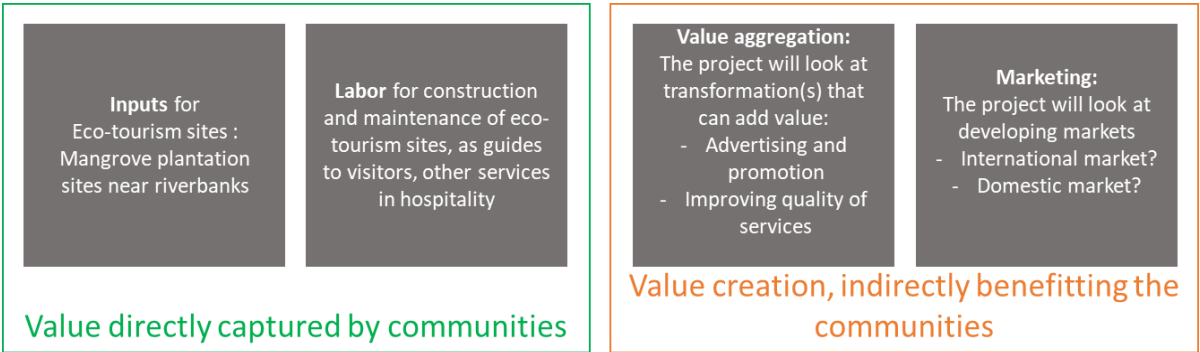 Inputs for
Eco-tourism sites :
Mangrove plantation
sites near riverbanks
Labor for construction
and maintenance of eco-
tourism sites, as guides
to visitors, other services
in hospitality
Value directly captured by communities
Value aggregation:
The project will look at
transformation(s) that
can add value:
- Advertising and
promotion
- Improving quality of
services
Marketing:
The project will look at
developing markets
- International market?
- Domestic market?
Value creation, indirectly benefitting the
communities